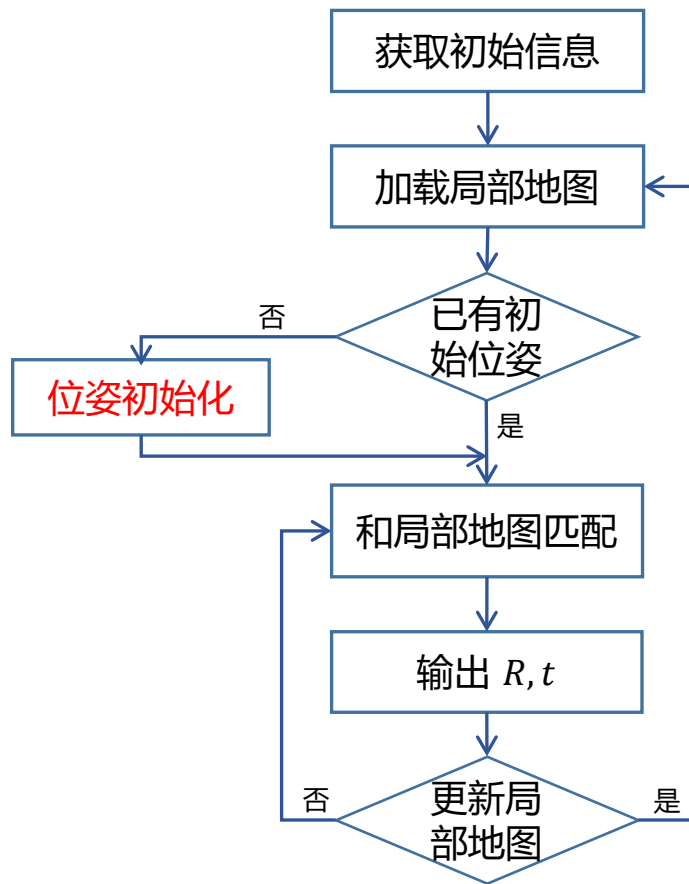 获取初始信息
加载局部地图
已有初
始位姿
否
位姿初始化
是
和局部地图匹配
输出 R, t
更新局
部地图
否
是